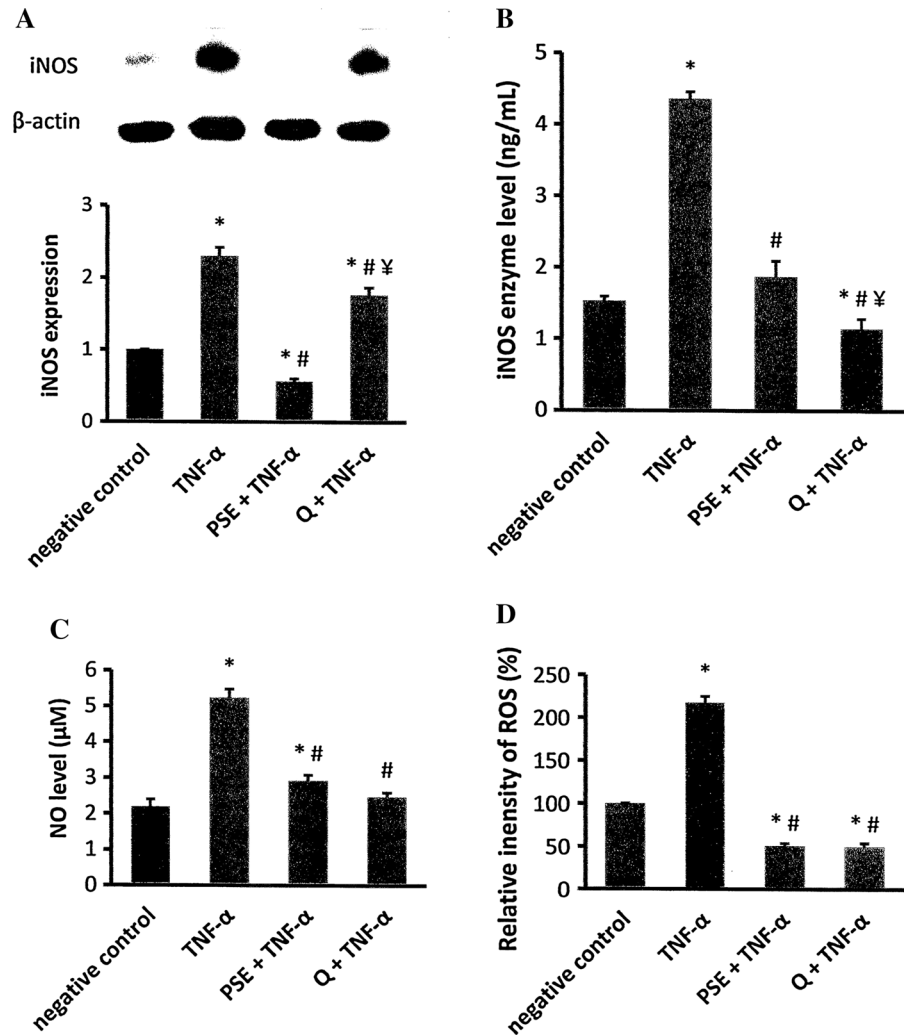 A
iNOS
β-actin
iNOS expression
3
2
1
0
*
* #
* # ¥
negative control
TNF-α
PSE + TNF-α
Q + TNF-α
B
iNOS enzyme level (ng/mL)
5
4
3
2
1
0
*
#
* # ¥
negative control
TNF-α
PSE + TNF-α
Q + TNF-α
C
NO level (µM)
6
5
4
3
2
1
0
*
* #
#
negative control
TNF-α
PSE + TNF-α
Q + TNF-α
D
Relative inensity of ROS (%)
250
200
150
100
50
0
*
* #
* #
negative control
TNF-α
PSE + TNF-α
Q + TNF-α